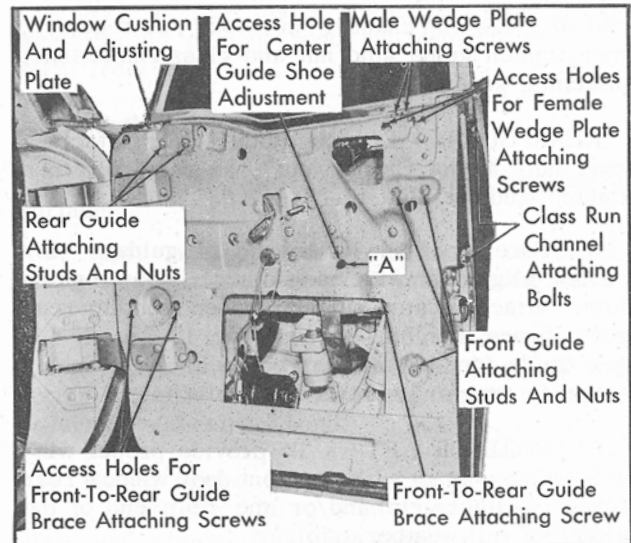 Window Cushion
And Adjusting
Plate
Access Hole
For Center
Guide Shoe
Adjustment
Male Wedge Plate
Attaching Screws
Access Holes
For Female
Wedge Plate
Attaching
Screws
Rear Guide
Attaching
Studs And Nuts
"A"
Class Run
Channel
Attaching
Bolts
Front Guide
Attaching
Studs And Nuts
Access Holes For
Front-To-Rear Guide
Brace Attaching Screws
Front-To-Rear Guide
Brace Attaching Screw